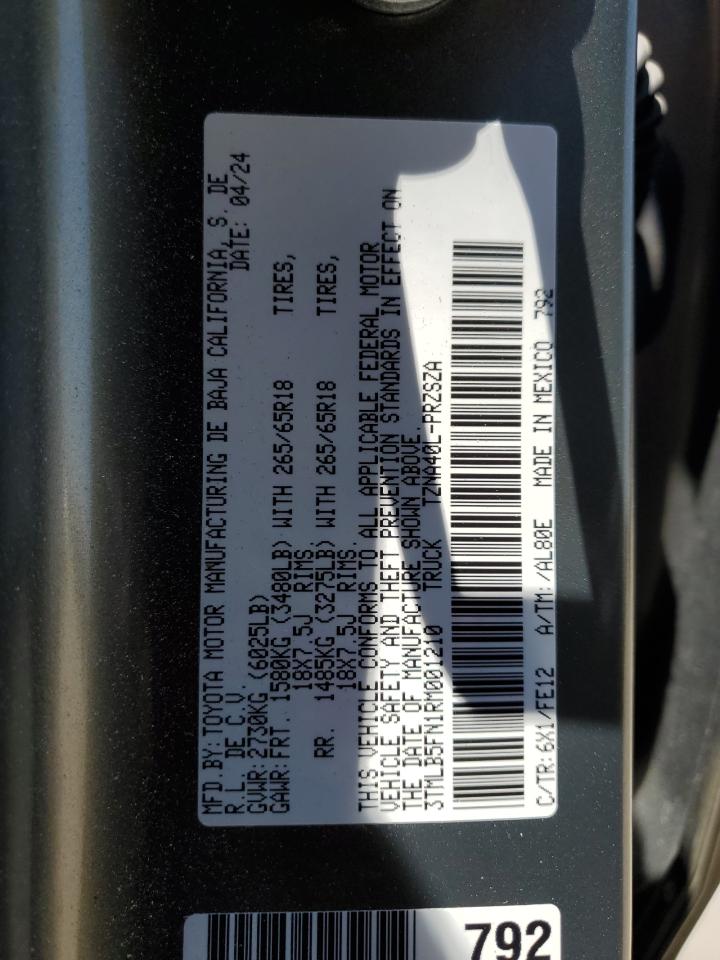 MFD.BY:TOYOTA MOTOR MANUFACTURING DE BAJA CALIFORNIA, S. DE
R.L. DE C.V. DATE: 04/24
GVWR: 2730KG (6025LB)
GAWR:FRT. 1580KG (3480LB) WITH 265/65R18 TIRES,
18X7.5J RIMS
RR. 1485KG (3275LB) WITH 265/65R18 TIRES,
18X7.5J RIMS
THIS VEHICLE CONFORMS TO ALL APPLICABLE FEDERAL MOTOR
VEHICLE SAFETY AND THEFT PREVENTION STANDARDS IN EFFECT ON
THE DATE OF MANUFACTURE SHOWN ABOVE.
3TMLB5FN1RM001210 TRUCK TZNA40L-PRZSZA
C/TR:6X1/FE12 A/TM:/AL80E MADE IN MEXICO 792
792